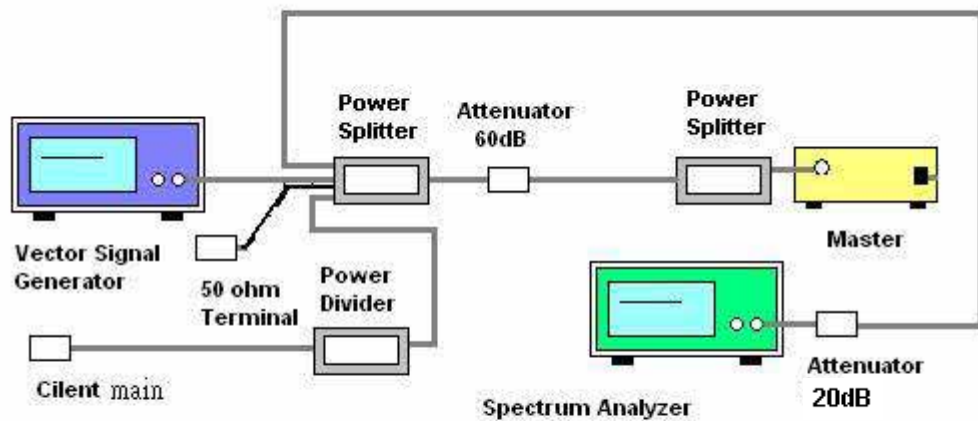 Power
Splitter
Attenuator
60dB
Power
Splitter
Vector Signal
Generator
50 ohm
Terminal
Power
Divider
Master
Cilent main
Spectrum Analyzer
Attenuator
20dB